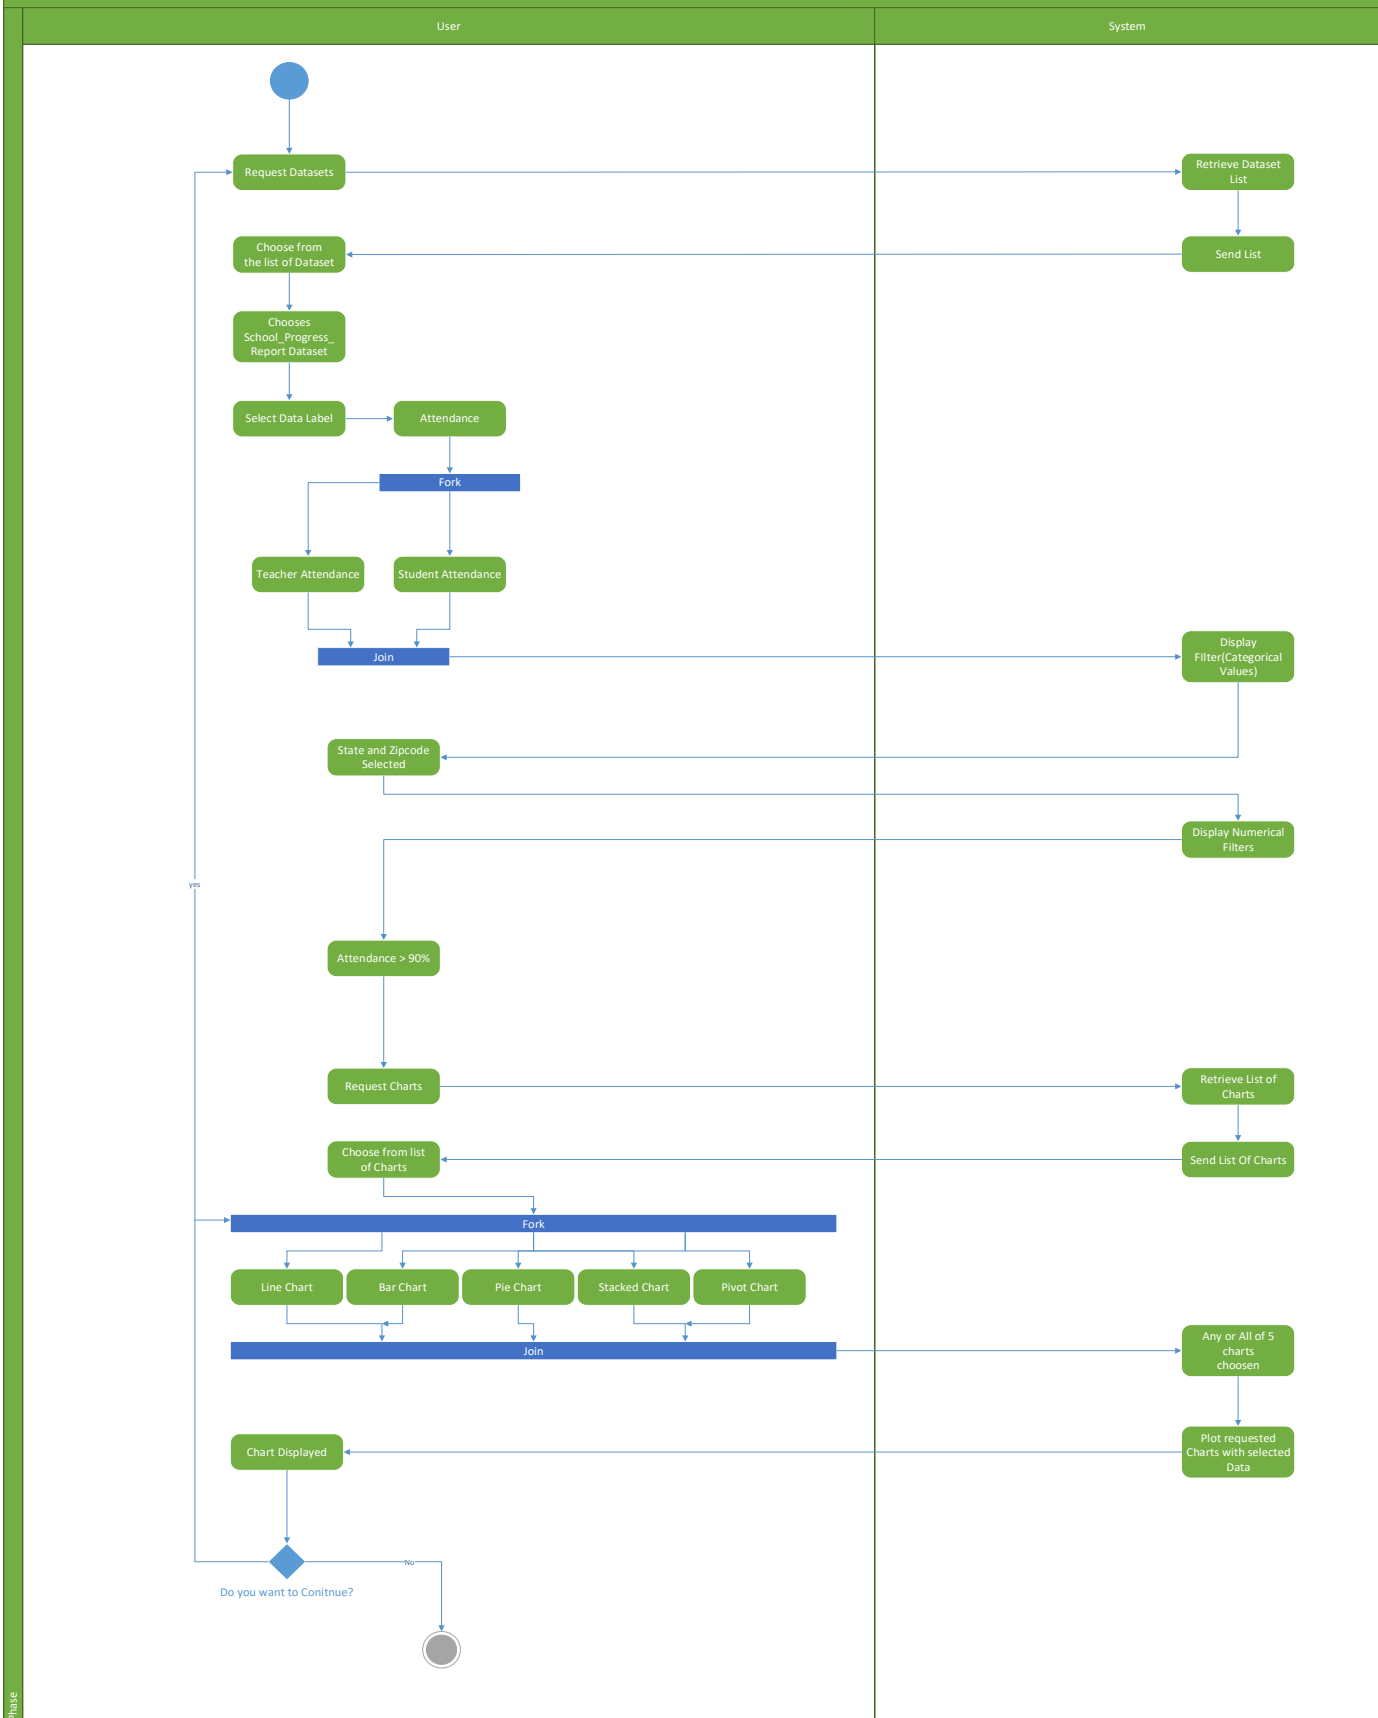 User
System
Request Datasets
Retrieve Dataset
List
Choose from
the list of Dataset
Send List
Chooses
School_Progress_
Report Dataset
Select Data Label
Attendance
Fork
Teacher Attendance
Student Attendance
Join
Display
FIlter(Categorical
Values)
State and Zipcode
Selected
Display Numerical
Filters
yes
Attendance > 90%
Request Charts
Retrieve List of
Charts
Choose from list
of Charts
Send List Of Charts
Fork
Line Chart
Bar Chart
Pie Chart
Stacked Chart
Pivot Chart
Join
Any or All of 5
charts
choosen
Chart Displayed
Plot requested
Charts with selected
Data
No
Do you want to Conitnue?
Phase